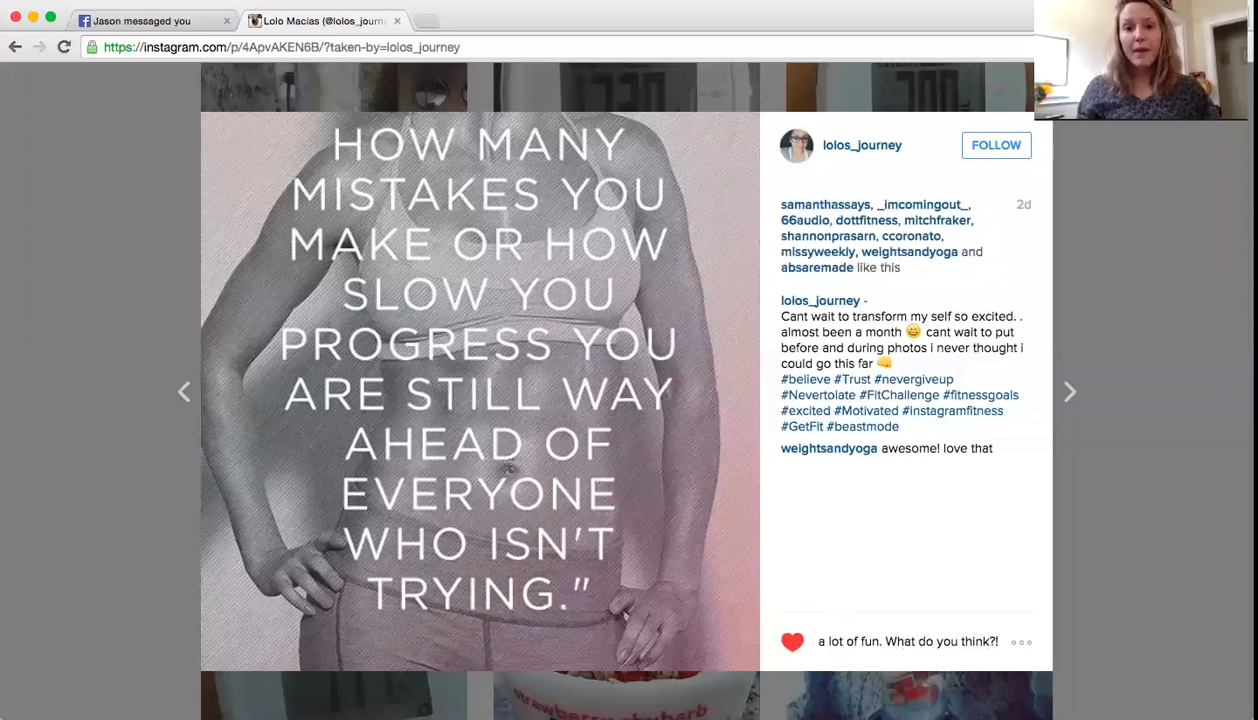 Jason messaged you
Lolo Macias (@lolos_journ
https://instagram.com/p/4ApvAKEN6B/?taken-by=lolos_journey
HOW MANY
MISTAKES YOU
MAKE OR HOW
SLOW YOU
PROGRESS YOU
ARE STILL WAY
AHEAD OF
EVERYONE
WHO ISN'T
TRYING."
lolos_journey
FOLLOW
samanthassays, _imcomingout_,
66audio, dottfitness, mitchfraker,
shannonprasarn, ccoronato,
missyweekly, weightsandyoga and
absaremade like this
2d
lolos_journey -
Cant wait to transform my self so excited. .
almost been a month 😀 cant wait to put
before and during photos i never thought i
could go this far 👊
#believe #Trust #nevergiveup
#Nevertolate #FitChallenge #fitnessgoals
#excited #Motivated #instagramfitness
#GetFit #beastmode
weightsandyoga awesome! love that
a lot of fun. What do you think?!
strawberry rhubarb